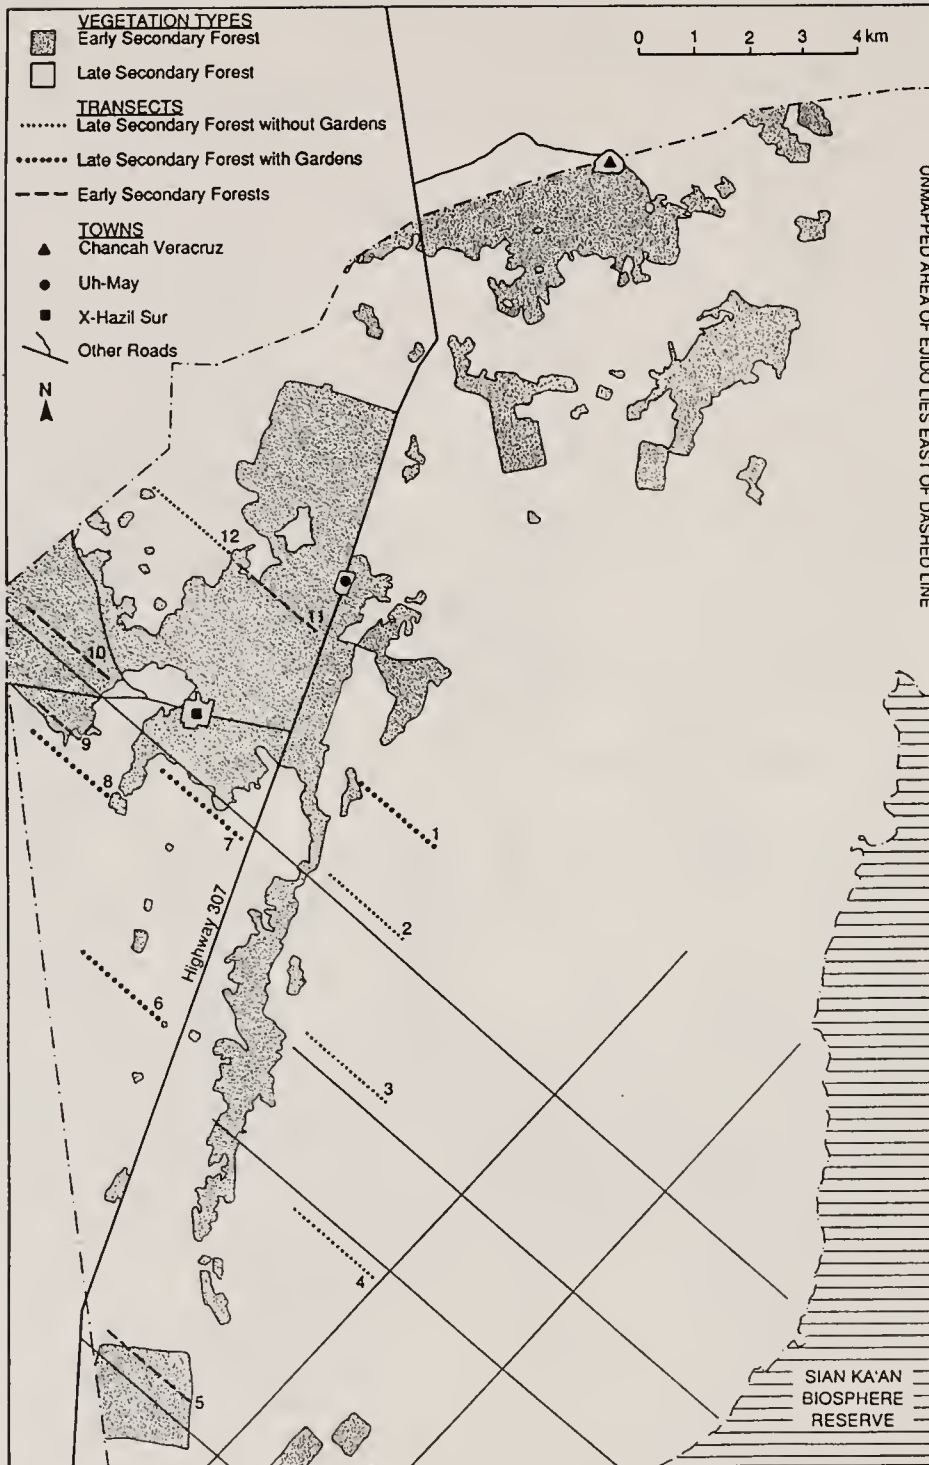 VEGETATION TYPES
Early Secondary Forest
Late Secondary Forest
TRANSECTS
Late Secondary Forest without Gardens
Late Secondary Forest with Gardens
Early Secondary Forests
TOWNS
Chancah Veracruz
Uh-May
X-Hazil Sur
Other Roads
N
0 1 2 3 4 km
UNMAPPED AREA OF EJIDO LIES EAST OF DASHED LINE
12
11
10
9
8
7
1
2
Highway 307
6
3
4
5
SIAN KA'AN
BIOSPHERE
RESERVE